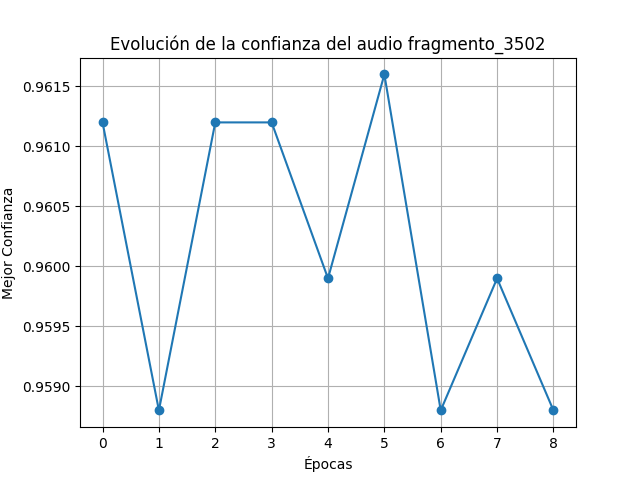 Evolución de la confianza del audio fragmento_3502
0.9615
0.9610
0.9605
0.9600
0.9595
0.9590
Mejor Confianza
0 1 2 3 4 5 6 7 8
Épocas